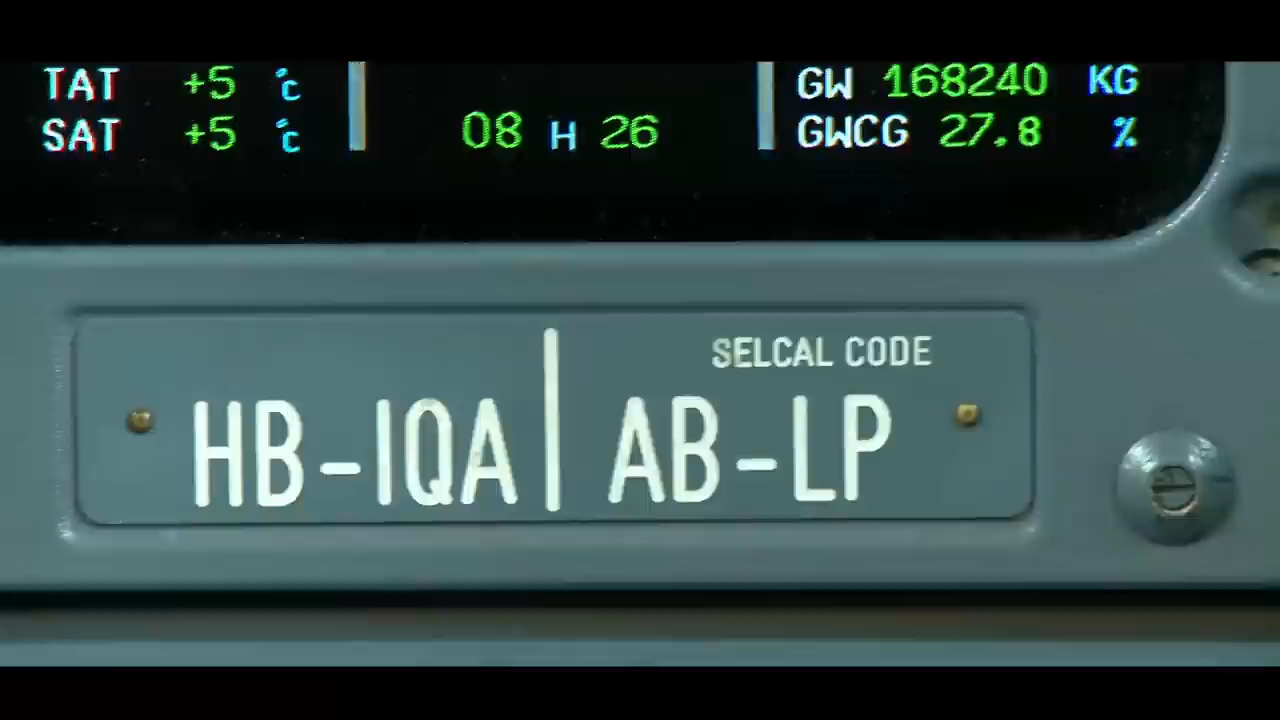 TAT +5 °C
SAT +5 °C
08 H 26
GW 168240 KG
GWCG 27.8 %
SELCAL CODE
HB-IQA | AB-LP